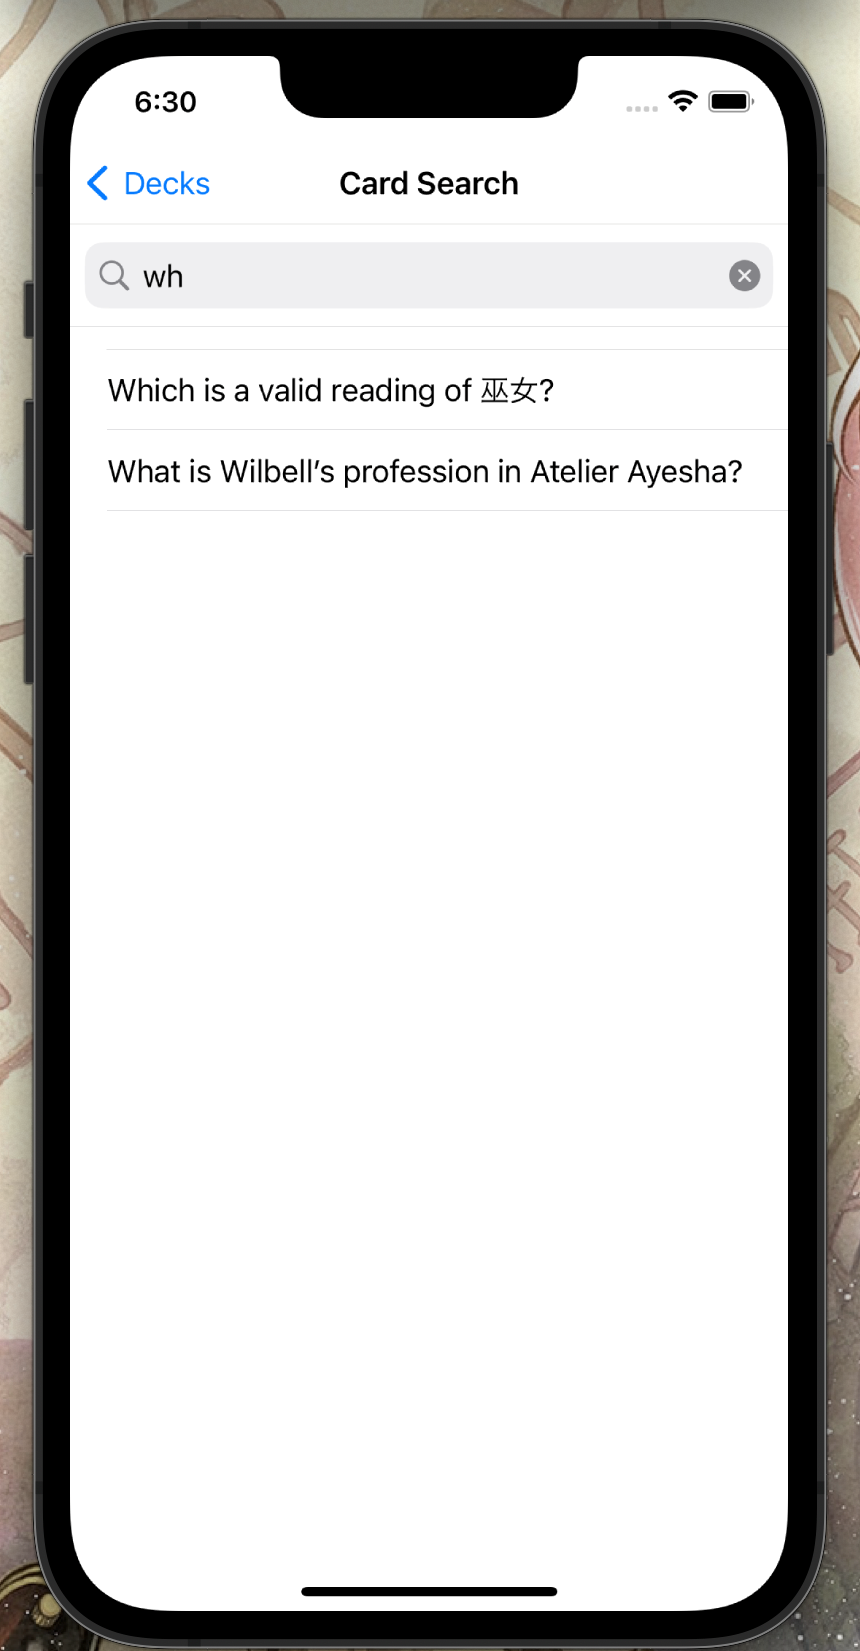 6:30
Decks
Card Search
wh
Which is a valid reading of 巫女?
What is Wilbell’s profession in Atelier Ayesha?